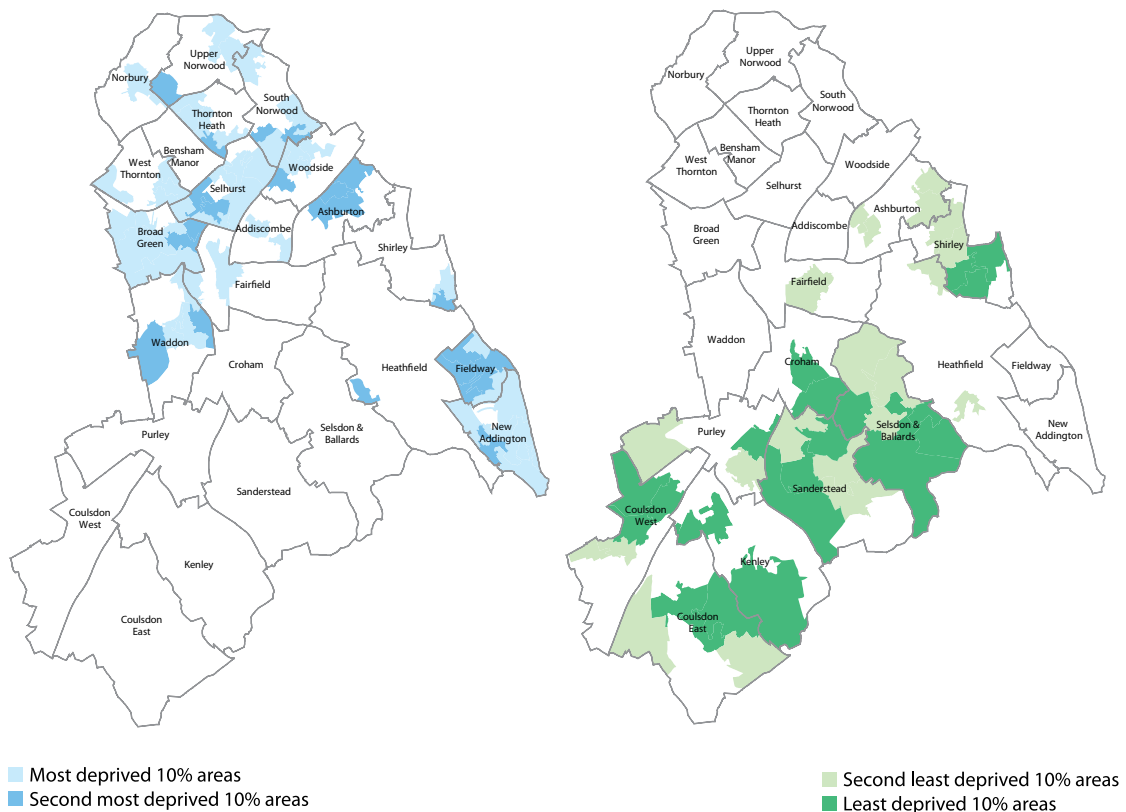 Upper
Norwood
Norbury
South
Norwood
Thornton
Heath
Bensham
Manor
West
Thornton
Woodside
Selhurst
Ashburton
Addiscombe
Broad
Green
Shirley
Fairfield
Waddon
Croham
Heathfield
Fieldway
New
Addington
Selsdon &
Ballards
Purley
Sanderstead
Coulsdon
West
Kenley
Coulsdon
East
Most deprived 10% areas
Second most deprived 10% areas
Upper
Norwood
Norbury
South
Norwood
Thornton
Heath
Bensham
Manor
West
Thornton
Woodside
Selhurst
Ashburton
Addiscombe
Broad
Green
Shirley
Fairfield
Waddon
Croham
Heathfield
Fieldway
New
Addington
Selsdon &
Ballards
Purley
Sanderstead
Coulsdon
West
Kenley
Coulsdon
East
Second least deprived 10% areas
Least deprived 10% areas